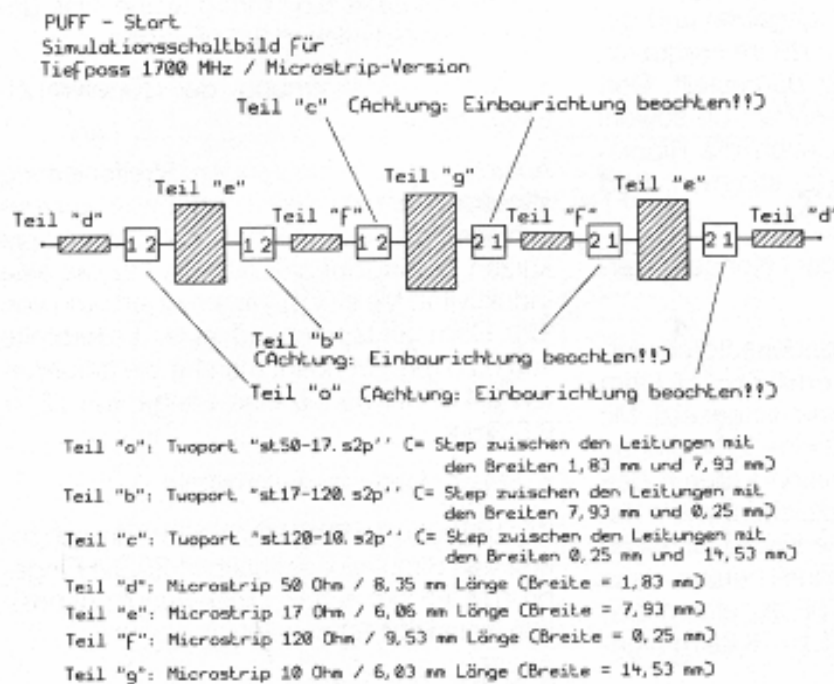 PUFF - Start
Simulationsschaltbild für
Tiefpass 1700 MHz / Microstrip-Version
Teil "c" (Achtung: Einbaurichtung beachten!!)
Teil "e"
Teil "g"
Teil "e"
Teil "d"
Teil "f"
Teil "f"
Teil "d"
1 2
1 2
1 2
2 1
2 1
2 1
Teil "b"
(Achtung: Einbaurichtung beachten!!)
Teil "a" (Achtung: Einbaurichtung beachten!!)
Teil "a": Twoport "st50-17.s2p'' (= Step zwischen den Leitungen mit
den Breiten 1,83 mm und 7,93 mm)
Teil "b": Twoport "st17-120.s2p'' (= Step zwischen den Leitungen mit
den Breiten 7,93 mm und 0,25 mm)
Teil "c": Twoport "st120-10.s2p'' (= Step zwischen den Leitungen mit
den Breiten 0,25 mm und 14,53 mm)
Teil "d": Microstrip 50 Ohm / 8,35 mm Länge (Breite = 1,83 mm)
Teil "e": Microstrip 17 Ohm / 6,06 mm Länge (Breite = 7,93 mm)
Teil "f": Microstrip 120 Ohm / 9,53 mm Länge (Breite = 0,25 mm)
Teil "g": Microstrip 10 Ohm / 6,03 mm Länge (Breite = 14,53 mm)